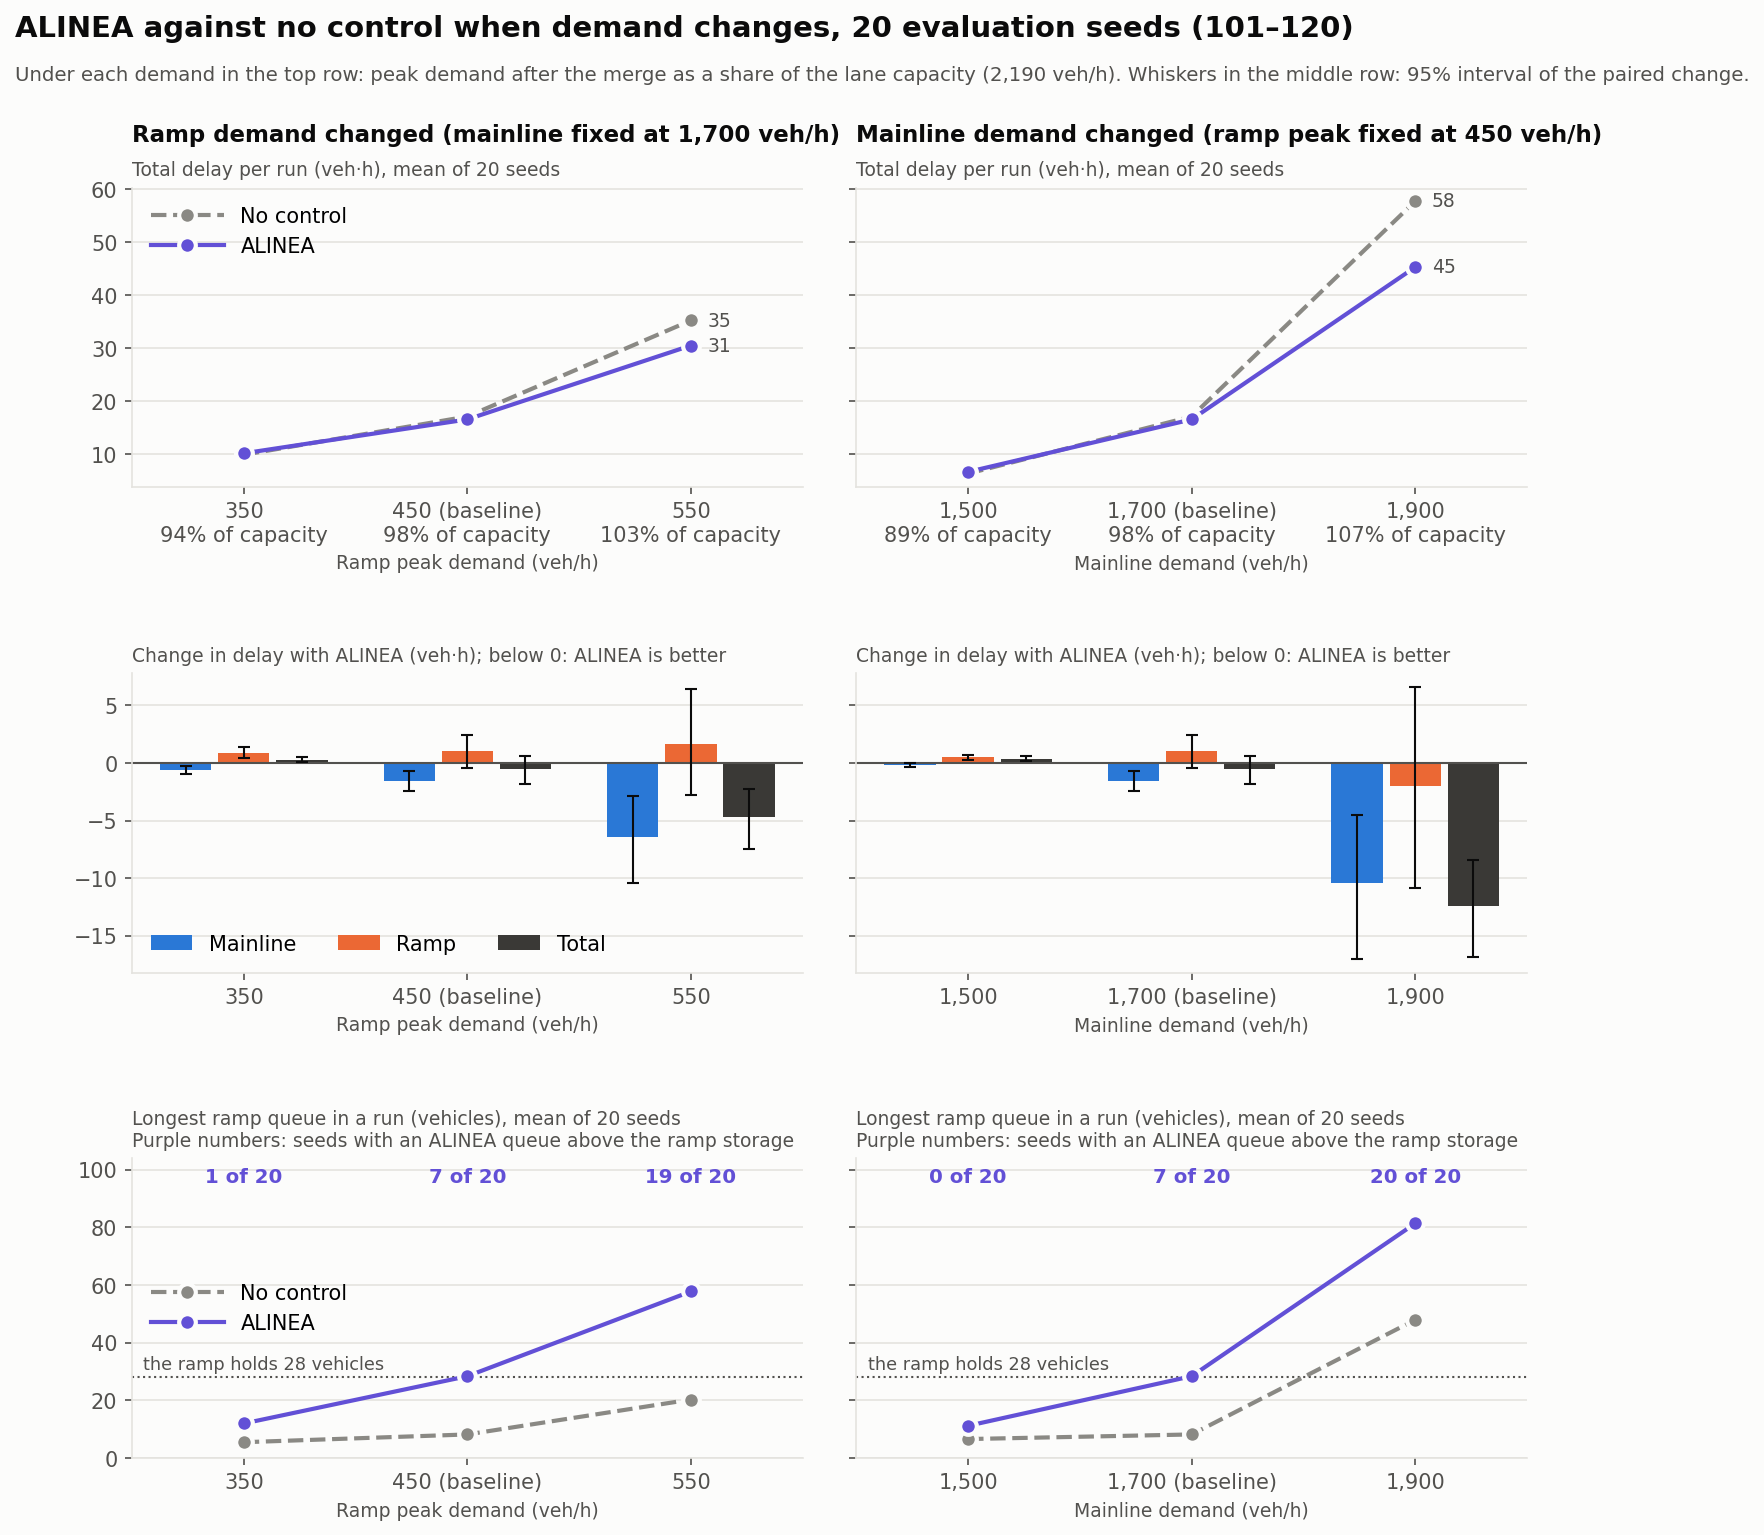 ALINEA against no control when demand changes, 20 evaluation seeds (101–120)
Under each demand in the top row: peak demand after the merge as a share of the lane capacity (2,190 veh/h). Whiskers in the middle row: 95% interval of the paired change.
Ramp demand changed (mainline fixed at 1,700 veh/h)
Total delay per run (veh·h), mean of 20 seeds
60
50
40
30
20
10
No control
ALINEA
35
31
350
94% of capacity
450 (baseline)
98% of capacity
550
103% of capacity
Ramp peak demand (veh/h)
Mainline demand changed (ramp peak fixed at 450 veh/h)
Total delay per run (veh·h), mean of 20 seeds
58
45
1,500
89% of capacity
1,700 (baseline)
98% of capacity
1,900
107% of capacity
Mainline demand (veh/h)
Change in delay with ALINEA (veh·h); below 0: ALINEA is better
5
0
−5
−10
−15
Mainline
Ramp
Total
350
450 (baseline)
550
Ramp peak demand (veh/h)
Change in delay with ALINEA (veh·h); below 0: ALINEA is better
1,500
1,700 (baseline)
1,900
Mainline demand (veh/h)
Longest ramp queue in a run (vehicles), mean of 20 seeds
Purple numbers: seeds with an ALINEA queue above the ramp storage
100
80
60
40
20
0
1 of 20
7 of 20
19 of 20
No control
ALINEA
the ramp holds 28 vehicles
350
450 (baseline)
550
Ramp peak demand (veh/h)
Longest ramp queue in a run (vehicles), mean of 20 seeds
Purple numbers: seeds with an ALINEA queue above the ramp storage
0 of 20
7 of 20
20 of 20
the ramp holds 28 vehicles
1,500
1,700 (baseline)
1,900
Mainline demand (veh/h)